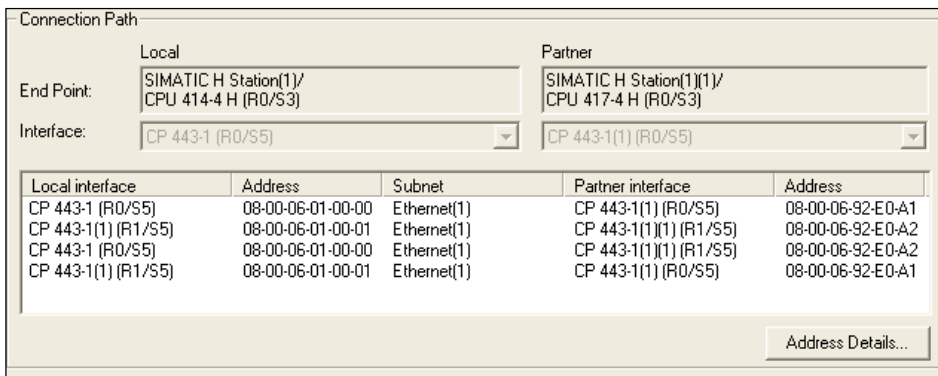 Connection Path
Local Partner
End Point: SIMATIC H Station(1)/ SIMATIC H Station(1)(1)/
CPU 414-4 H (R0/S3) CPU 417-4 H (R0/S3)
Interface: CP 443-1 (R0/S5) CP 443-1(1) (R0/S5)
Local interface Address Subnet Partner interface Address
CP 443-1 (R0/S5) 08-00-06-01-00-00 Ethernet(1) CP 443-1(1) (R0/S5) 08-00-06-92-E0-A1
CP 443-1(1) (R1/S5) 08-00-06-01-00-01 Ethernet(1) CP 443-1(1)(1) (R1/S5) 08-00-06-92-E0-A2
CP 443-1 (R0/S5) 08-00-06-01-00-00 Ethernet(1) CP 443-1(1)(1) (R1/S5) 08-00-06-92-E0-A2
CP 443-1(1) (R1/S5) 08-00-06-01-00-01 Ethernet(1) CP 443-1(1) (R0/S5) 08-00-06-92-E0-A1
Address Details...